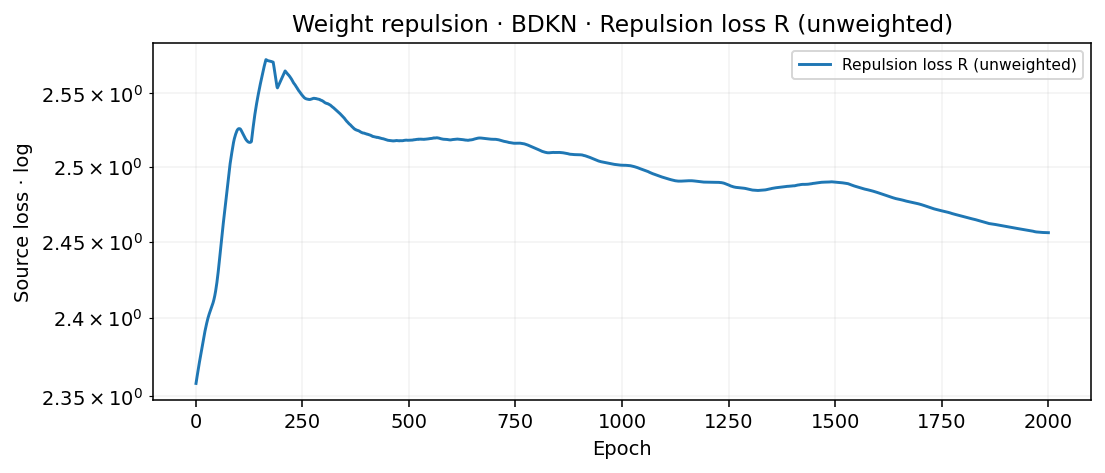 Weight repulsion · BDKN · Repulsion loss R (unweighted)
Repulsion loss R (unweighted)
Source loss · log
2.55 × 10⁰
2.5 × 10⁰
2.45 × 10⁰
2.4 × 10⁰
2.35 × 10⁰
0 250 500 750 1000 1250 1500 1750 2000
Epoch